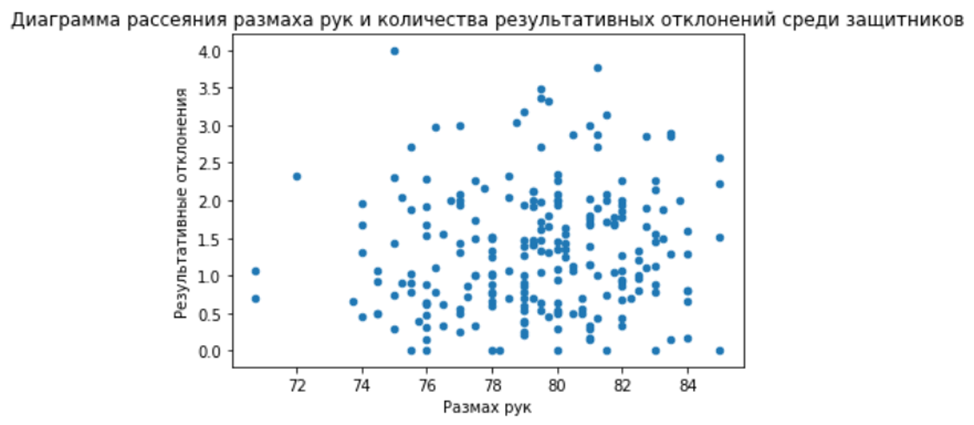 Диаграмма рассеяния размаха рук и количества результативных отклонений среди защитников
Результативные отклонения
4.0
3.5
3.0
2.5
2.0
1.5
1.0
0.5
0.0
72 74 76 78 80 82 84
Размах рук